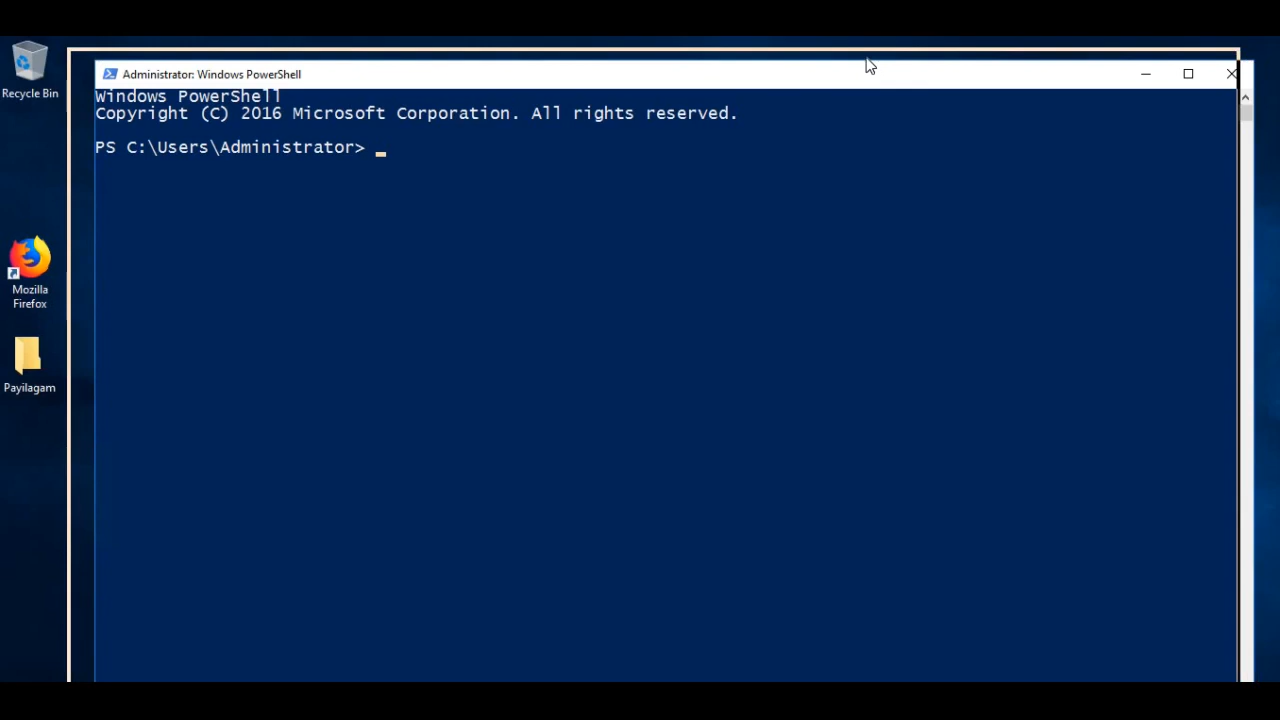 Recycle Bin
Administrator: Windows PowerShell
Windows PowerShell
Copyright (C) 2016 Microsoft Corporation. All rights reserved.
PS C:\Users\Administrator>
Mozilla
Firefox
Payilagam